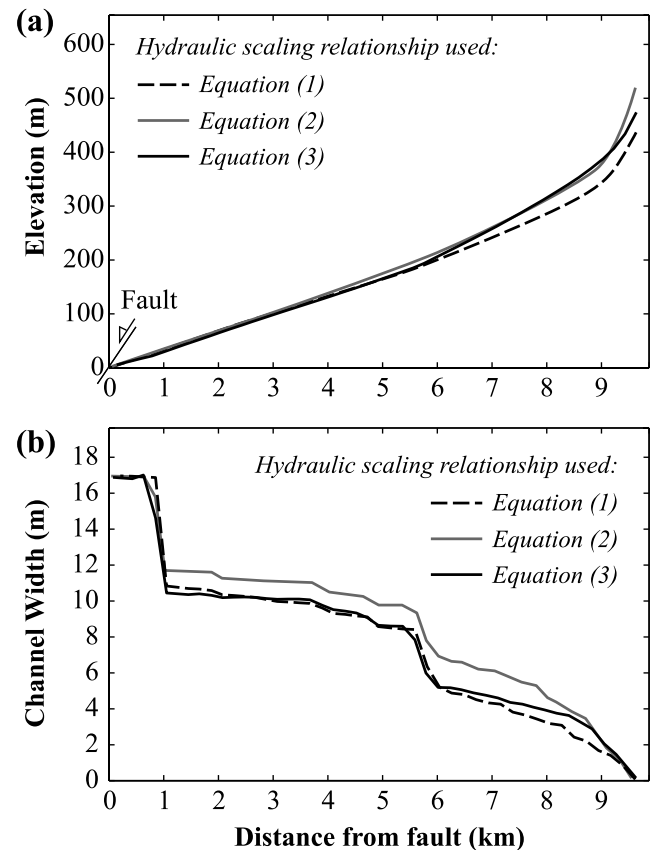 (a)
600
500
400
300
200
100
0
Elevation (m)
Hydraulic scaling relationship used:
Equation (1)
Equation (2)
Equation (3)
Fault
0 1 2 3 4 5 6 7 8 9
(b)
18
16
14
12
10
8
6
4
2
0
Channel Width (m)
Hydraulic scaling relationship used:
Equation (1)
Equation (2)
Equation (3)
0 1 2 3 4 5 6 7 8 9
Distance from fault (km)